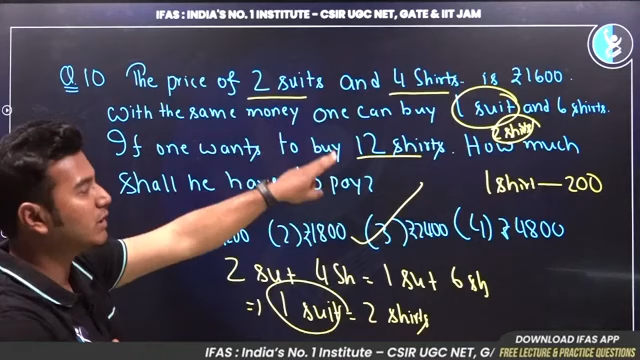 IFAS : INDIA'S NO. 1 INSTITUTE – CSIR UGC NET, GATE & IIT JAM
Q.10 The price of 2 suits and 4 Shirts. is ₹1600.
With the same money one can buy 1 suit and 6 shirts.
2 shirts
If one wants to buy 12 shirts. How much
shall he pay?
1 shirt — 200
(2) ₹1800 (3) ₹2400 (4) ₹4800
2 su + 4 Sh = 1 su + 6 sh
=> 1 suit = 2 shirts
DOWNLOAD IFAS APP
IFAS : India's No. 1 Institute – CSIR UGC NET, G/ FREE LECTURE & PRACTICE QUESTIONS